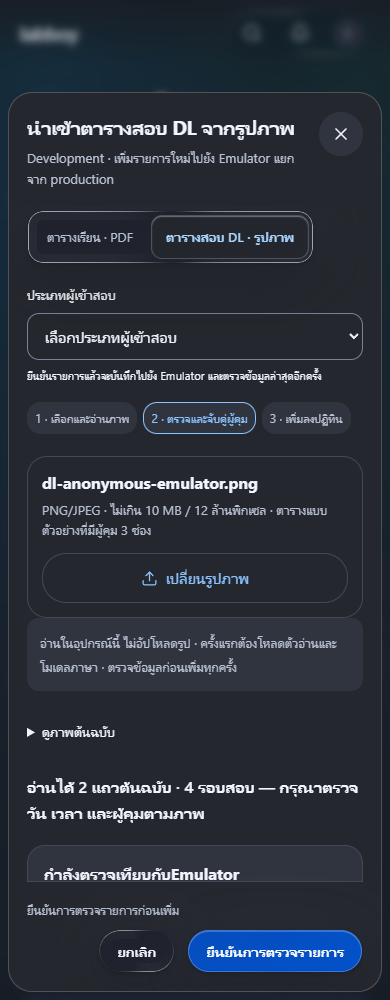 นำเข้าตารางสอบ DL จากรูปภาพ
Development · เพิ่มรายการใหม่ไปยัง Emulator แยก
จาก production
ตารางเรียน · PDF
ตารางสอบ DL · รูปภาพ
ประเภทผู้เข้าสอบ
เลือกประเภทผู้เข้าสอบ
ยืนยันรายการแล้วจะบันทึกไปยัง Emulator และตรวจข้อมูลล่าสุดอีกครั้ง
1 · เลือกและอ่านภาพ
2 · ตรวจและจับคู่ผู้คุม
3 · เพิ่มลงปฏิทิน
dl-anonymous-emulator.png
PNG/JPEG · ไม่เกิน 10 MB / 12 ล้านพิกเซล · ตารางแบบ
ตัวอย่างที่มีผู้คุม 3 ช่อง
เปลี่ยนรูปภาพ
อ่านในอุปกรณ์นี้ ไม่อัปโหลดรูป · ครั้งแรกต้องโหลดตัวอ่านและ
โมเดลภาษา · ตรวจข้อมูลก่อนเพิ่มทุกครั้ง
ดูภาพต้นฉบับ
อ่านได้ 2 แถวต้นฉบับ · 4 รอบสอบ — กรุณาตรวจ
วัน เวลา และผู้คุมตามภาพ
กำลังตรวจเทียบกับEmulator
ยืนยันการตรวจรายการก่อนเพิ่ม
ยกเลิก
ยืนยันการตรวจรายการ